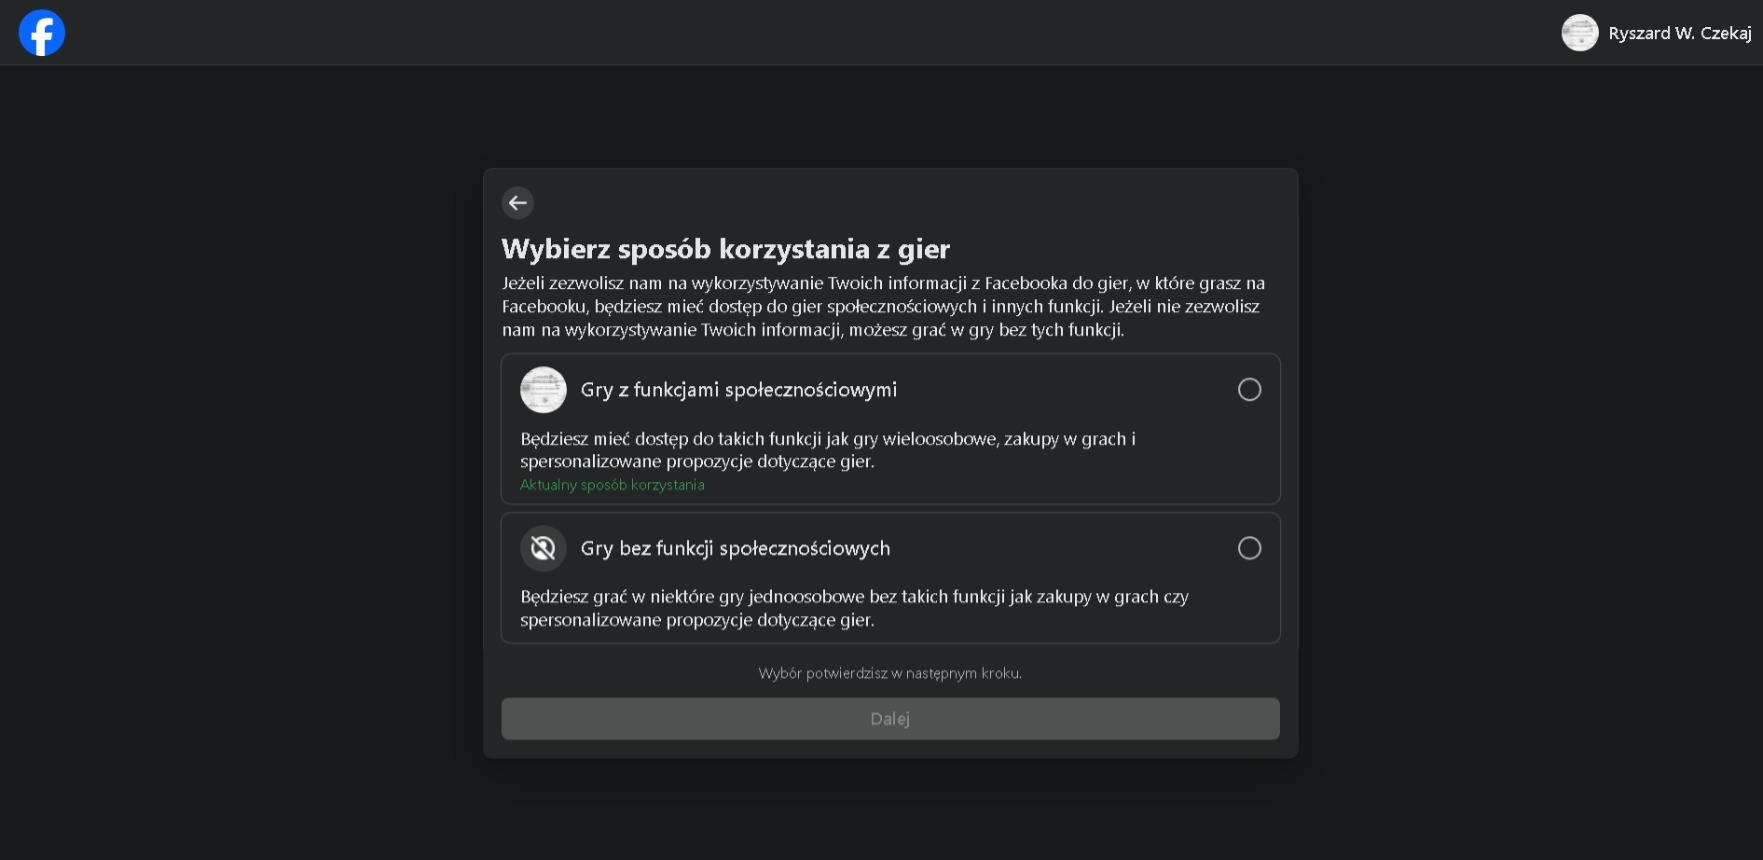 Ryszard W. Czekaj
Wybierz sposób korzystania z gier
Jeżeli zezwolisz nam na wykorzystywanie Twoich informacji z Facebooka do gier, w które grasz na
Facebooku, będziesz mieć dostęp do gier społecznościowych i innych funkcji. Jeżeli nie zezwolisz
nam na wykorzystywanie Twoich informacji, możesz grać w gry bez tych funkcji.
Gry z funkcjami społecznościowymi
Będziesz mieć dostęp do takich funkcji jak gry wieloosobowe, zakupy w grach i
spersonalizowane propozycje dotyczące gier.
Aktualny sposób korzystania
Gry bez funkcji społecznościowych
Będziesz grać w niektóre gry jednoosobowe bez takich funkcji jak zakupy w grach czy
spersonalizowane propozycje dotyczące gier.
Wybór potwierdzisz w następnym kroku.
Dalej